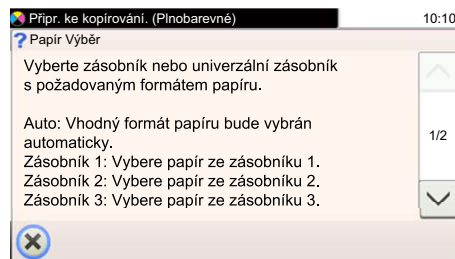 Připr. ke kopírování. (Plnobarevné)
10:10
? Papír Výběr
Vyberte zásobník nebo univerzální zásobník
s požadovaným formátem papíru.
Auto: Vhodný formát papíru bude vybrán
automaticky.
Zásobník 1: Vybere papír ze zásobníku 1.
Zásobník 2: Vybere papír ze zásobníku 2.
Zásobník 3: Vybere papír ze zásobníku 3.
1/2